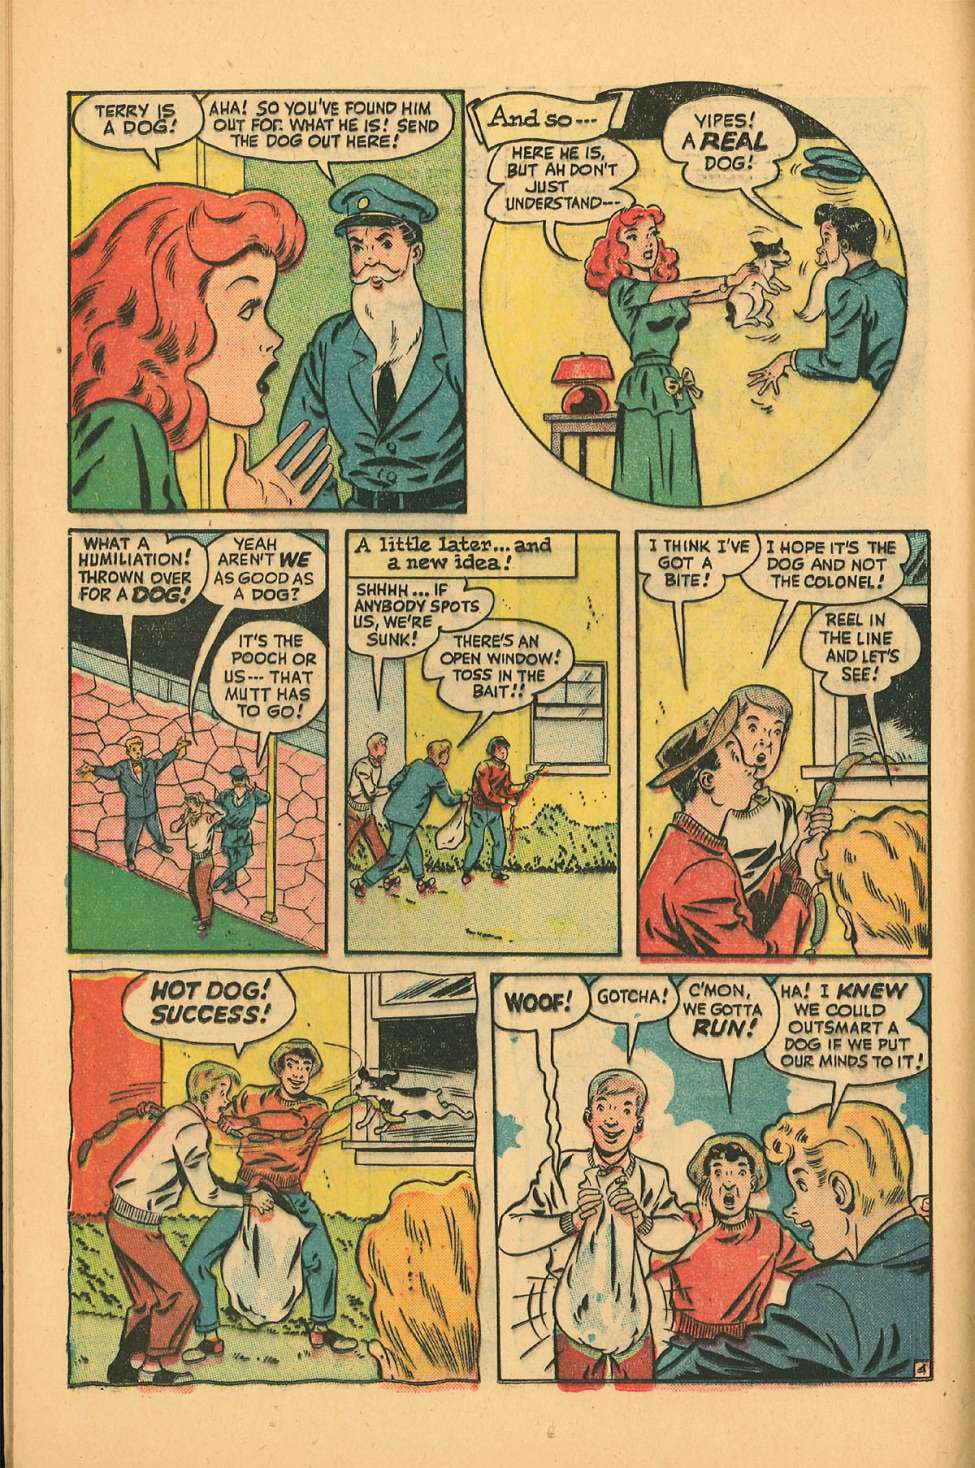 TERRY IS
A DOG!
AHA! SO YOU'VE FOUND HIM
OUT FOR WHAT HE IS! SEND
THE DOG OUT HERE!
And so---
HERE HE IS,
BUT AH DON'T
JUST
UNDERSTAND---
YIPES!
A REAL
DOG!
WHAT A
HUMILIATION!
THROWN OVER
FOR A DOG!
YEAH
AREN'T WE
AS GOOD AS
A DOG?
IT'S THE
POOCH OR
US--- THAT
MUTT HAS
TO GO!
A little later... and
a new idea!
SHHHH... IF
ANYBODY SPOTS
US, WE'RE
SUNK!
THERE'S AN
OPEN WINDOW!
TOSS IN THE
BAIT!!
I THINK I'VE
GOT A
BITE!
I HOPE IT'S THE
DOG AND NOT
THE COLONEL!
REEL IN
THE LINE
AND LET'S
SEE!
HOT DOG!
SUCCESS!
WOOF!
GOTCHA!
C'MON,
WE GOTTA
RUN!
HA! I KNEW
WE COULD
OUTSMART A
DOG IF WE PUT
OUR MINDS TO IT!
4